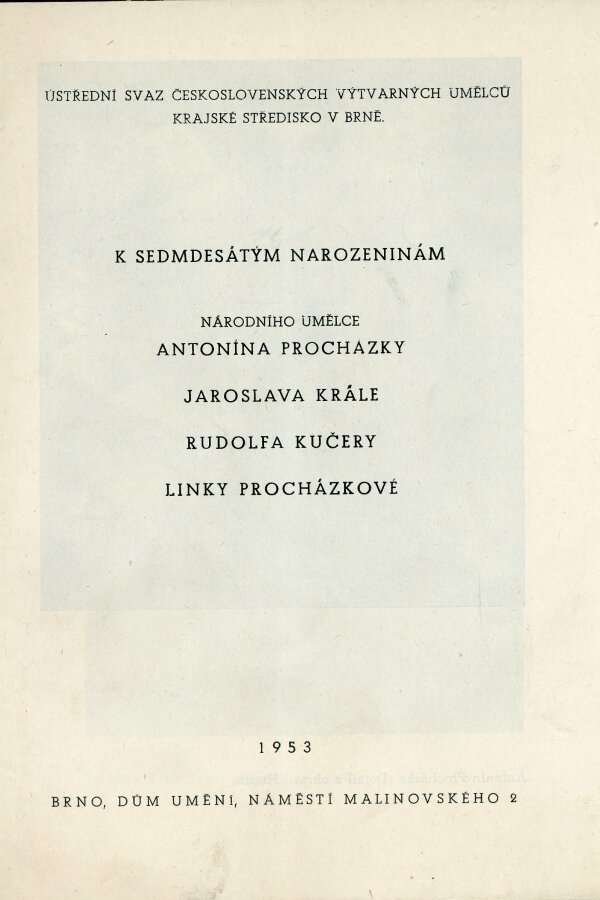 ÚSTŘEDNÍ SVAZ ČESKOSLOVENSKÝCH VÝTVARNÝCH UMĚLCŮ
KRAJSKÉ STŘEDISKO V BRNĚ.
K SEDMDESÁTÝM NAROZENINÁM
NÁRODNÍHO UMĚLCE
ANTONÍNA PROCHÁZKY
JAROSLAVA KRÁLE
RUDOLFA KUČERY
LINKY PROCHÁZKOVÉ
1953
BRNO, DŮM UMĚNÍ, NÁMĚSTÍ MALINOVSKÉHO 2